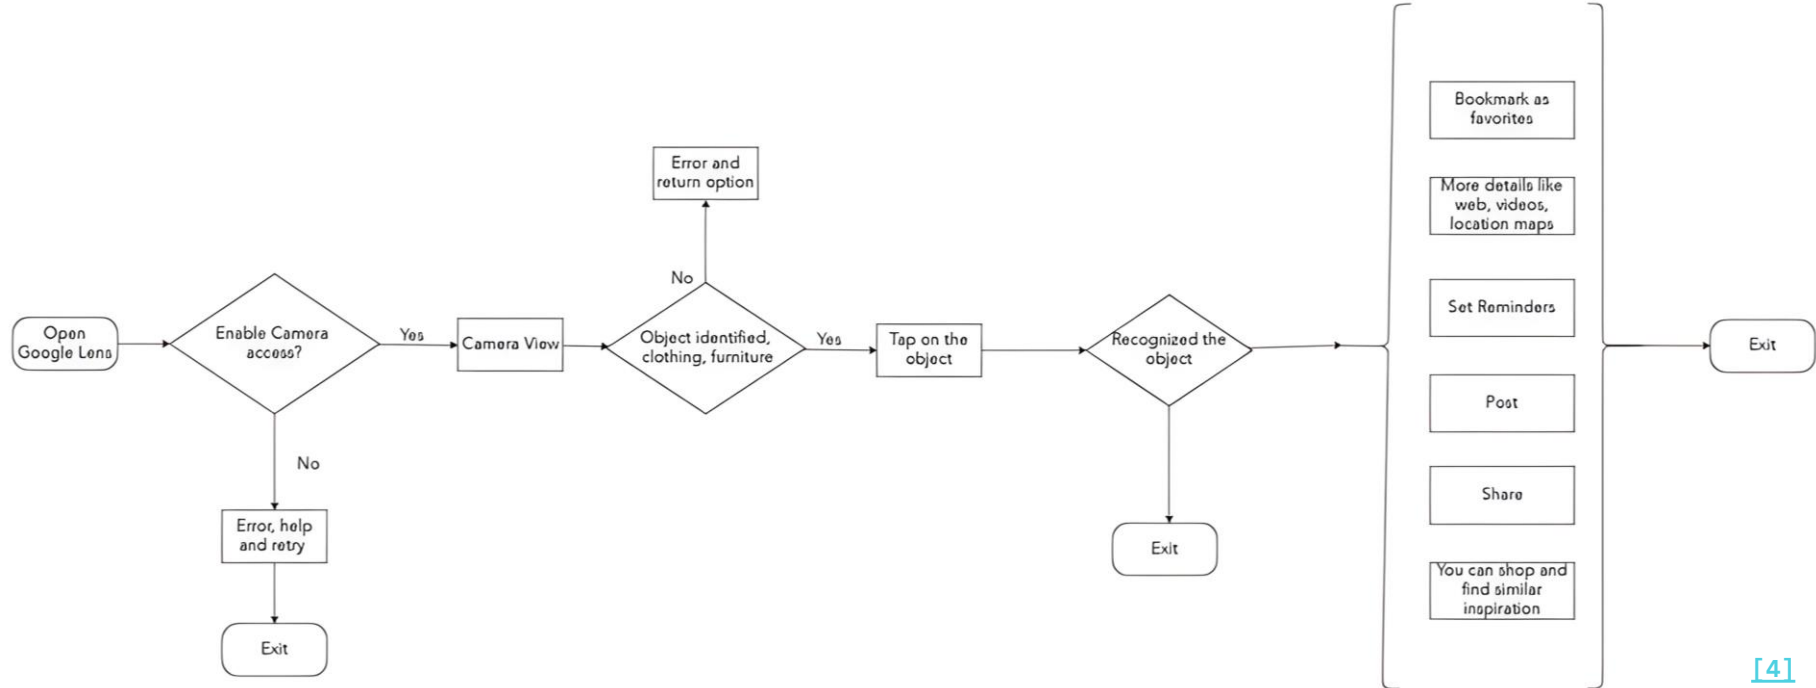 Open
Google Lens
Enable Camera
access?
Yes
No
Error, help
and retry
Exit
Camera View
Error and
return option
No
Object identified,
clothing, furniture
Yes
Tap on the
object
Recognized the
object
Exit
Bookmark as
favorites
More details like
web, videos,
location maps
Set Reminders
Post
Share
You can shop and
find similar
inspiration
Exit
[4]